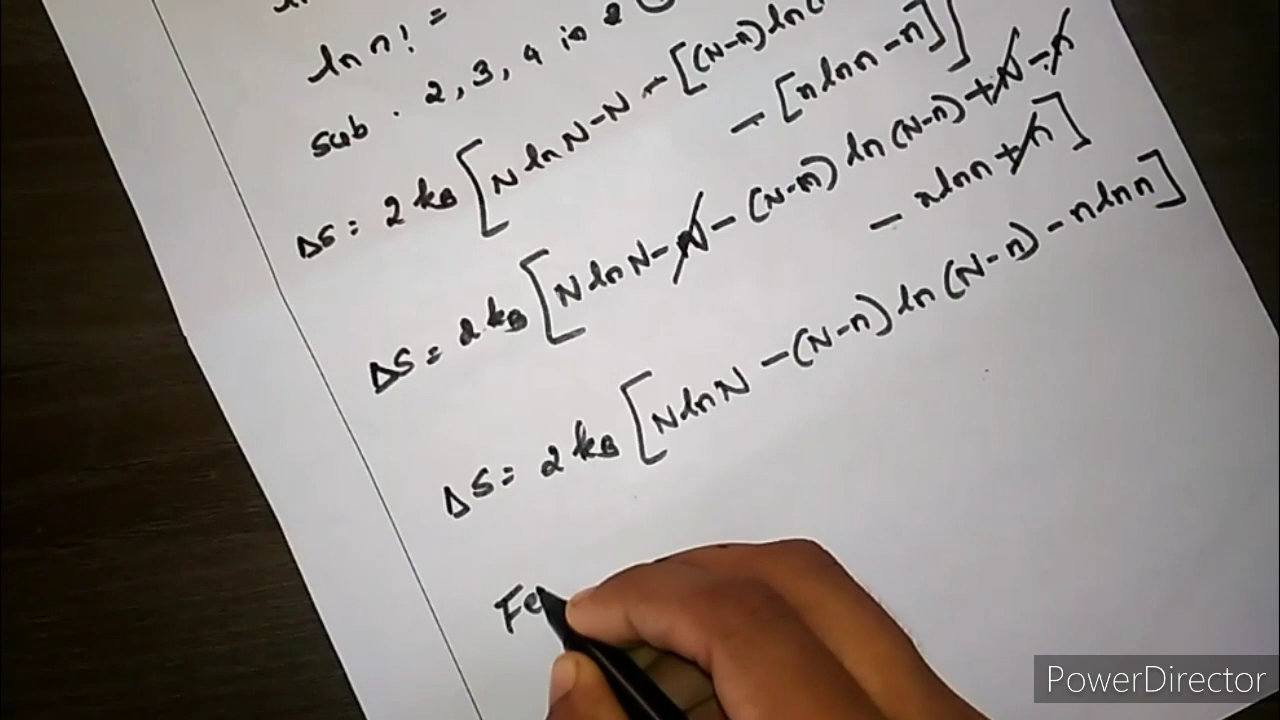 ln n! =
sub . 2, 3, 4 in 2
ΔS = 2 kB [N ln N - N - [(N-n) ln
- [n ln n - n]]
ΔS = 2 kB [N ln N - N - (N-n) ln (N-n) + N - n
- n ln n + n]
ΔS = 2 kB [N ln N - (N-n) ln (N-n) - n ln n]
Fe
PowerDirector